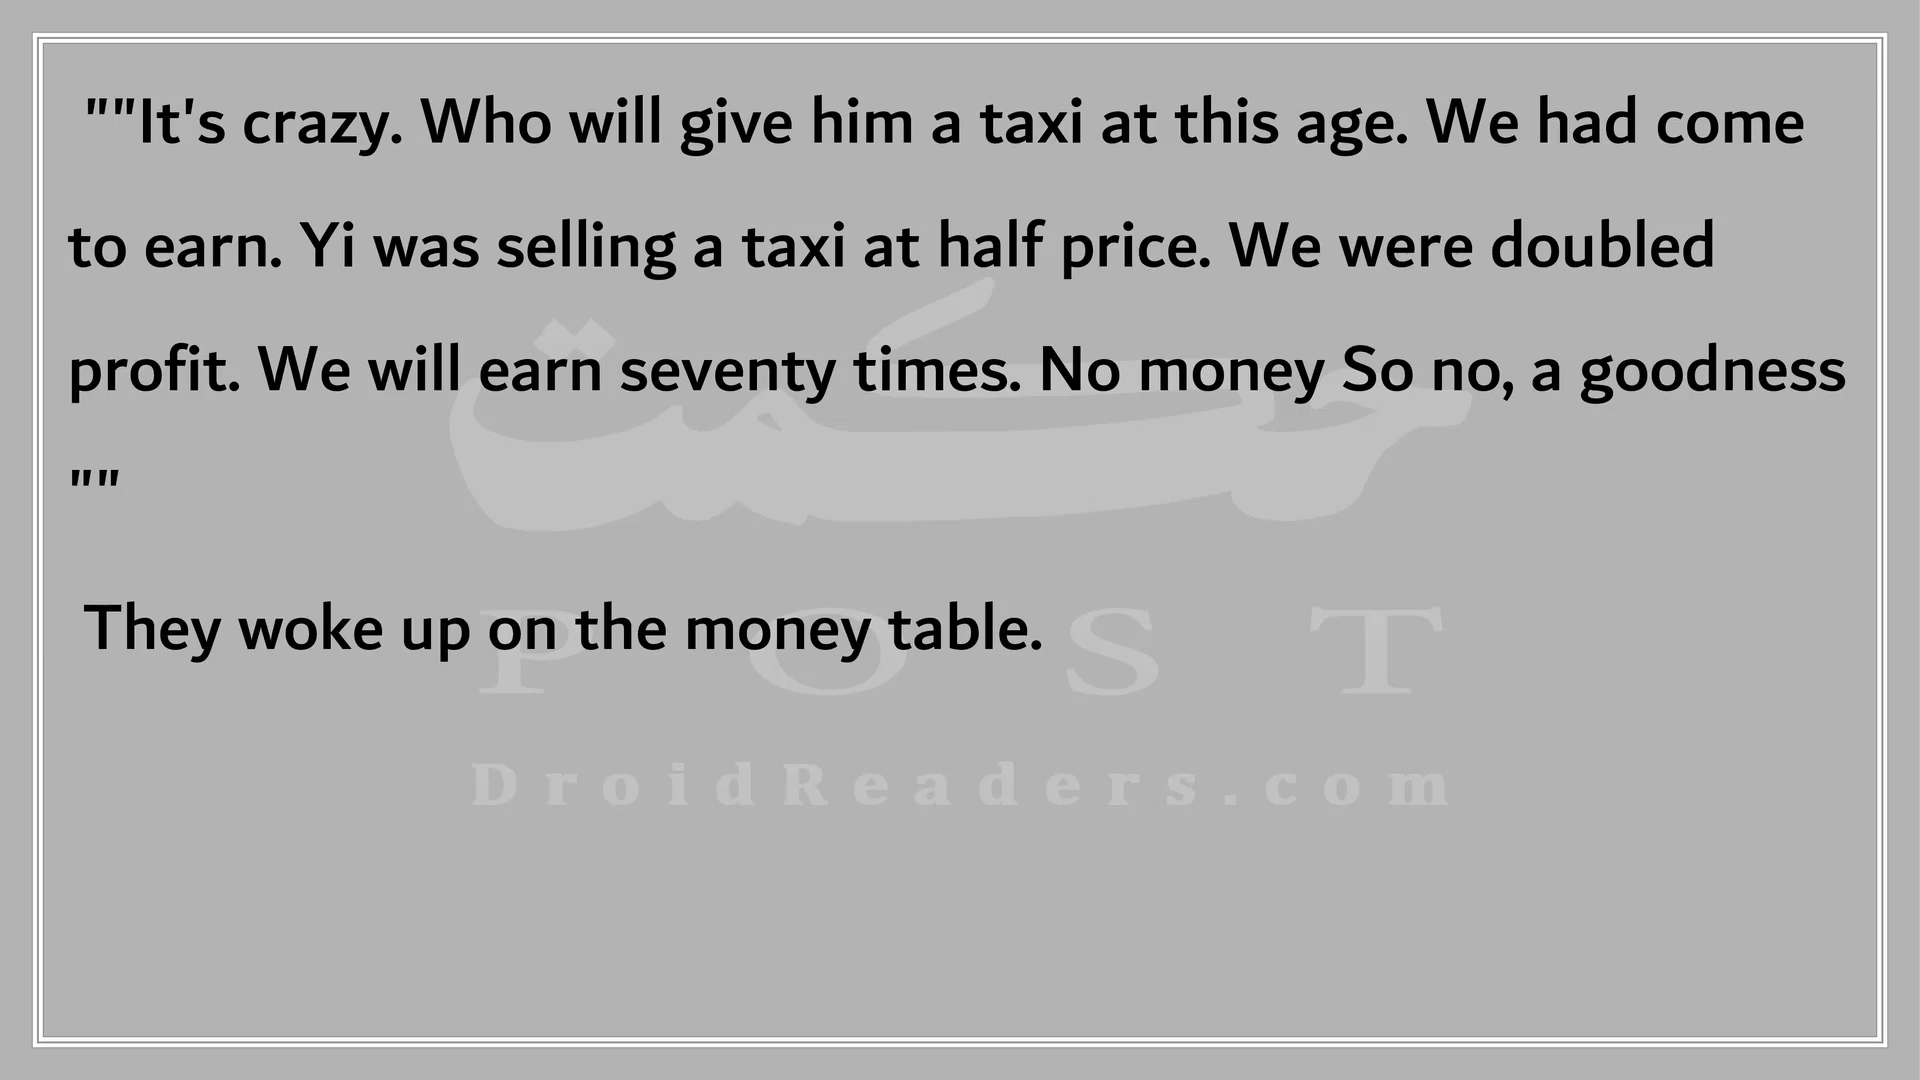 ""It's crazy. Who will give him a taxi at this age. We had come
to earn. Yi was selling a taxi at half price. We were doubled
profit. We will earn seventy times. No money So no, a goodness
""
حکمت
They woke up on the money table.
POST
DroidReaders.com